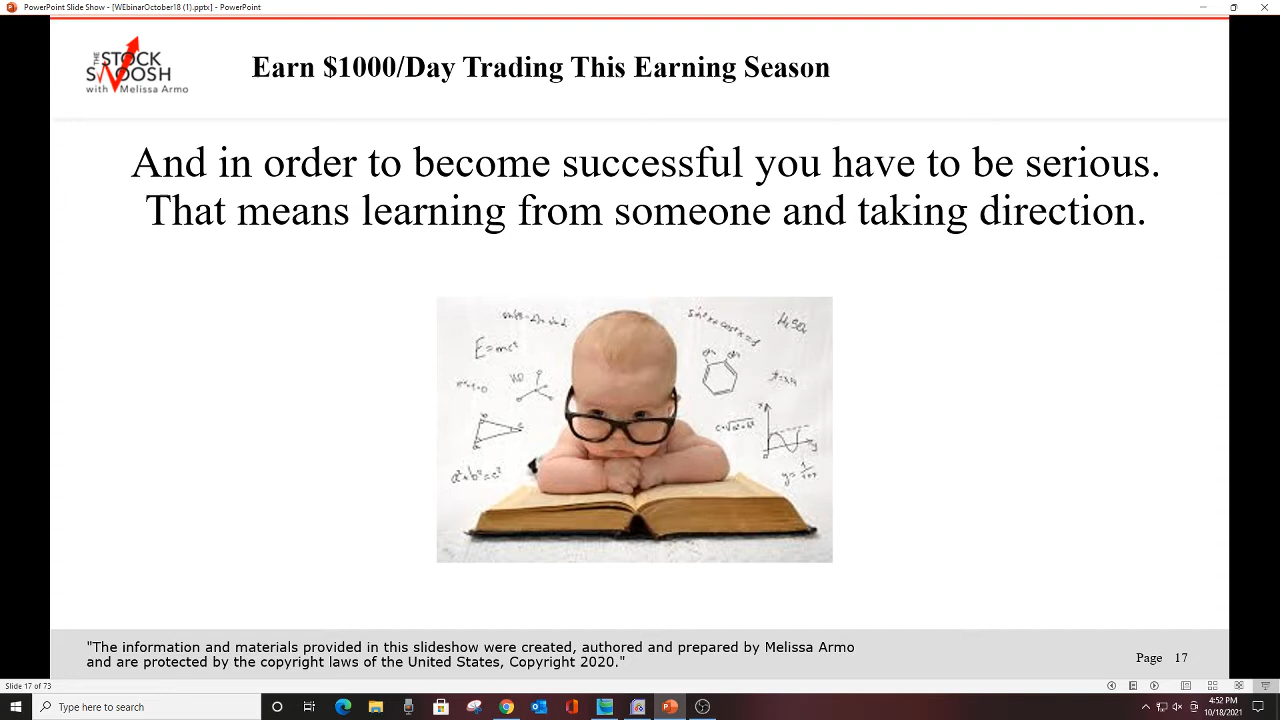 PowerPoint Slide Show - [WEbinarOctober18 (1).pptx] - PowerPoint
THE
STOCK
SWOOSH
with Melissa Armo
Earn $1000/Day Trading This Earning Season
And in order to become successful you have to be serious.
That means learning from someone and taking direction.
E=mc²
a²+b²=c²
"The information and materials provided in this slideshow were created, authored and prepared by Melissa Armo
and are protected by the copyright laws of the United States, Copyright 2020."
Page 17
Slide 17 of 73
Type here to search
4:52 PM
10/18/2021